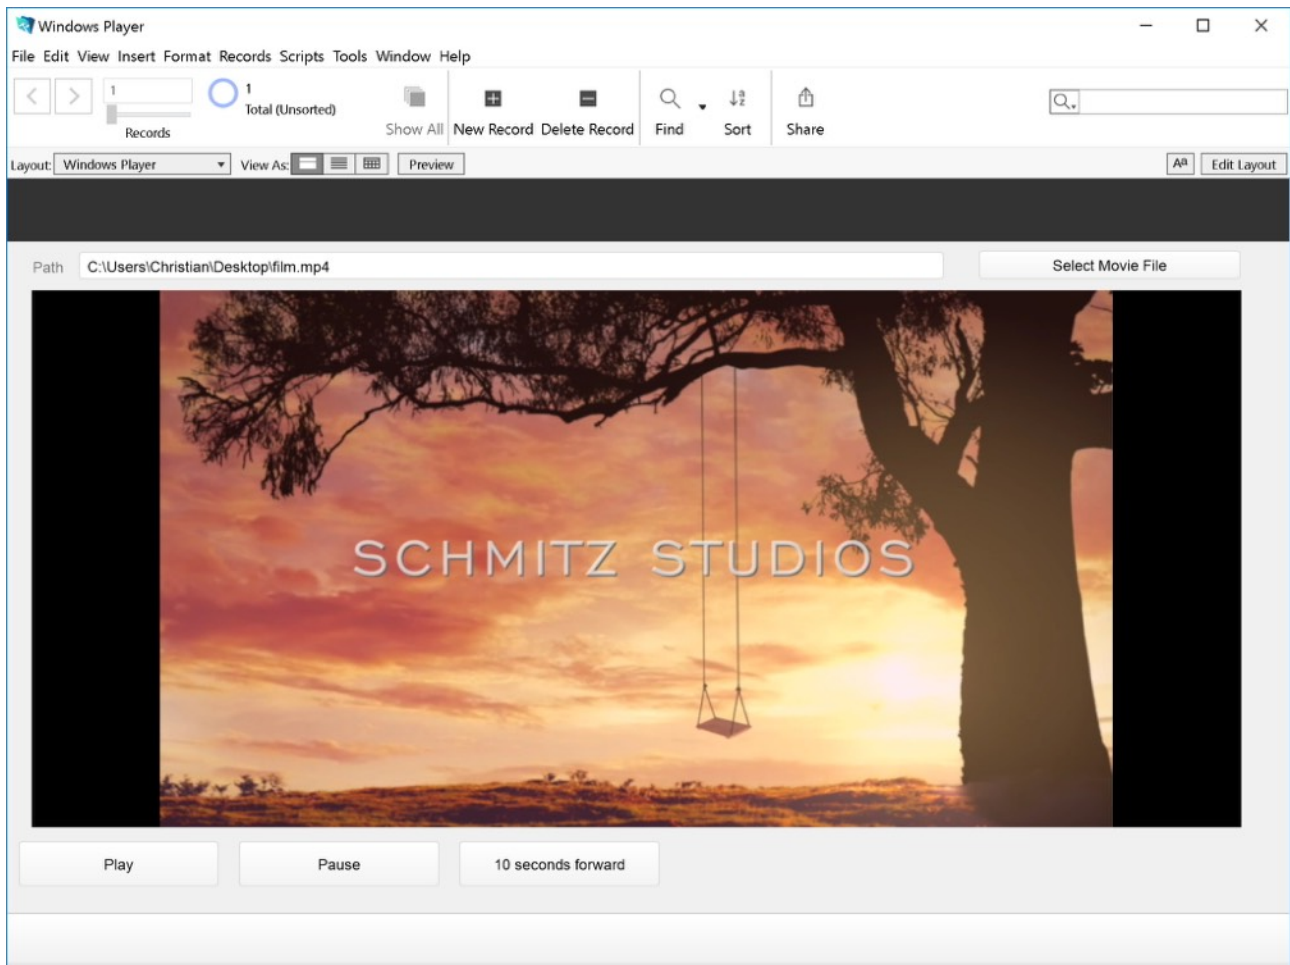 Windows Player
File Edit View Insert Format Records Scripts Tools Window Help
1
Records
1
Total (Unsorted)
Show All
New Record
Delete Record
Find
Sort
Share
Layout: Windows Player
View As:
Preview
Aa
Edit Layout
Path
C:\Users\Christian\Desktop\film.mp4
Select Movie File
SCHMITZ STUDIOS
Play
Pause
10 seconds forward